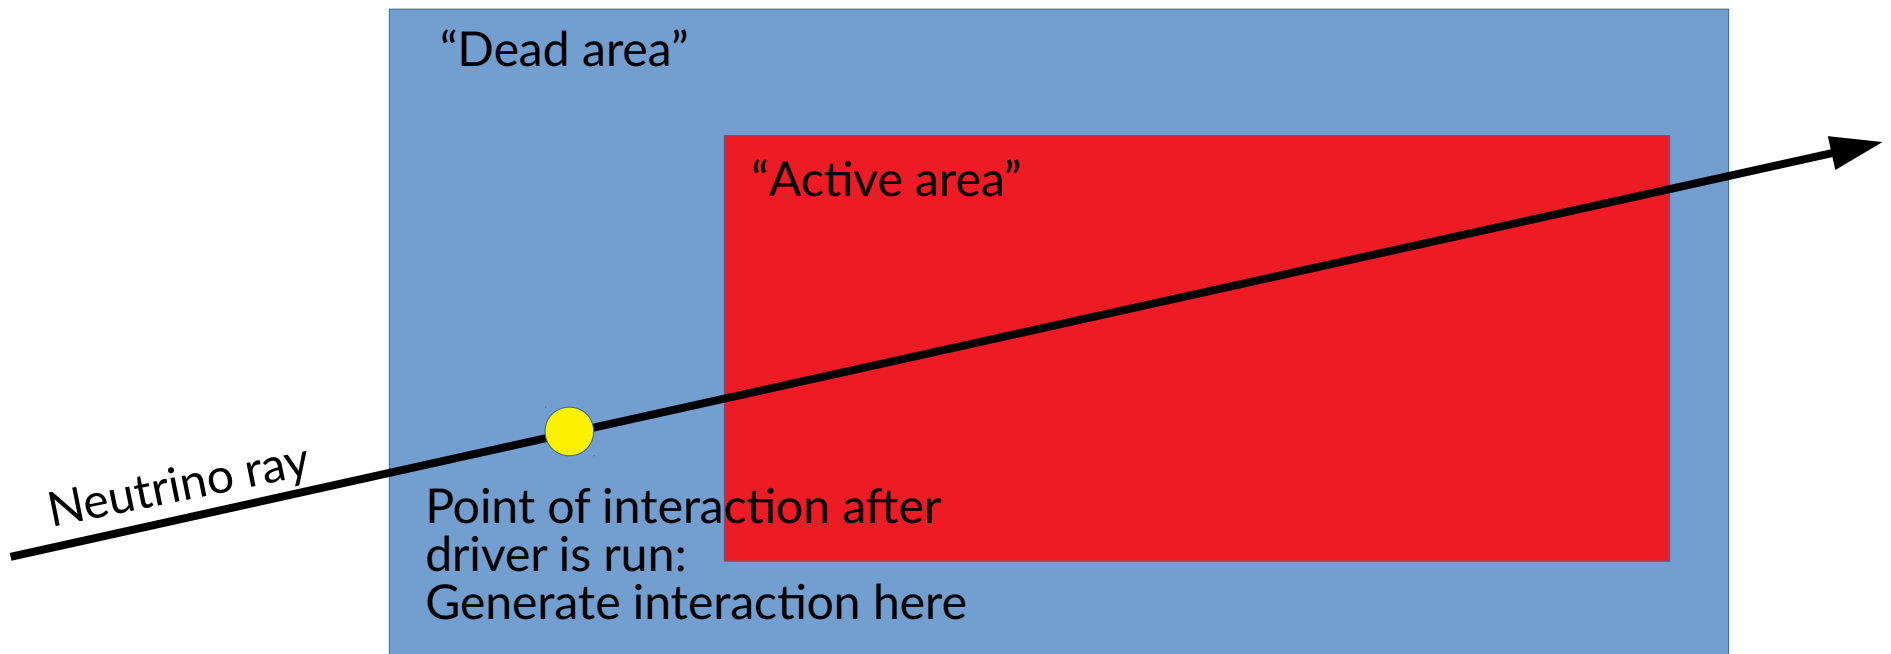 “Dead area”
“Active area”
Neutrino ray
Point of interaction after
driver is run:
Generate interaction here